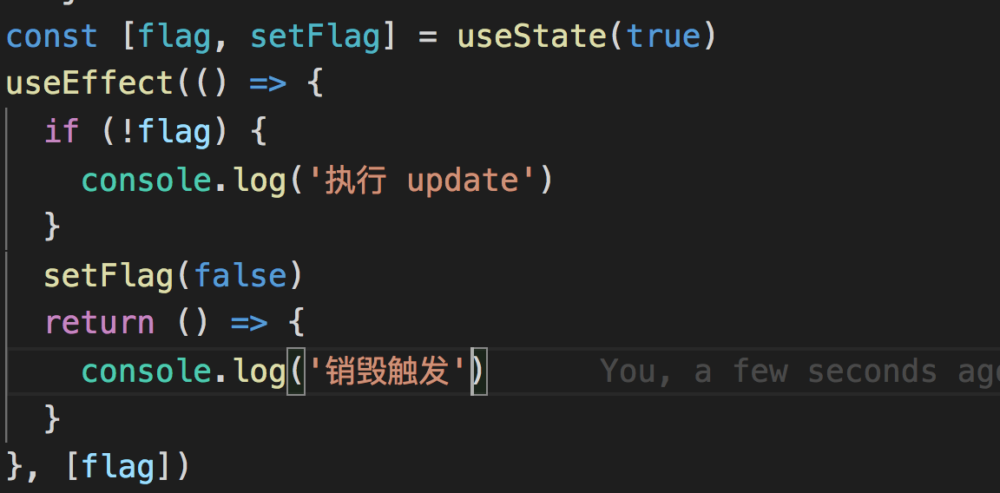 const [flag, setFlag] = useState(true)
useEffect(() => {
  if (!flag) {
    console.log('执行 update')
  }
  setFlag(false)
  return () => {
    console.log('销毁触发') You, a few seconds ag
  }
}, [flag])